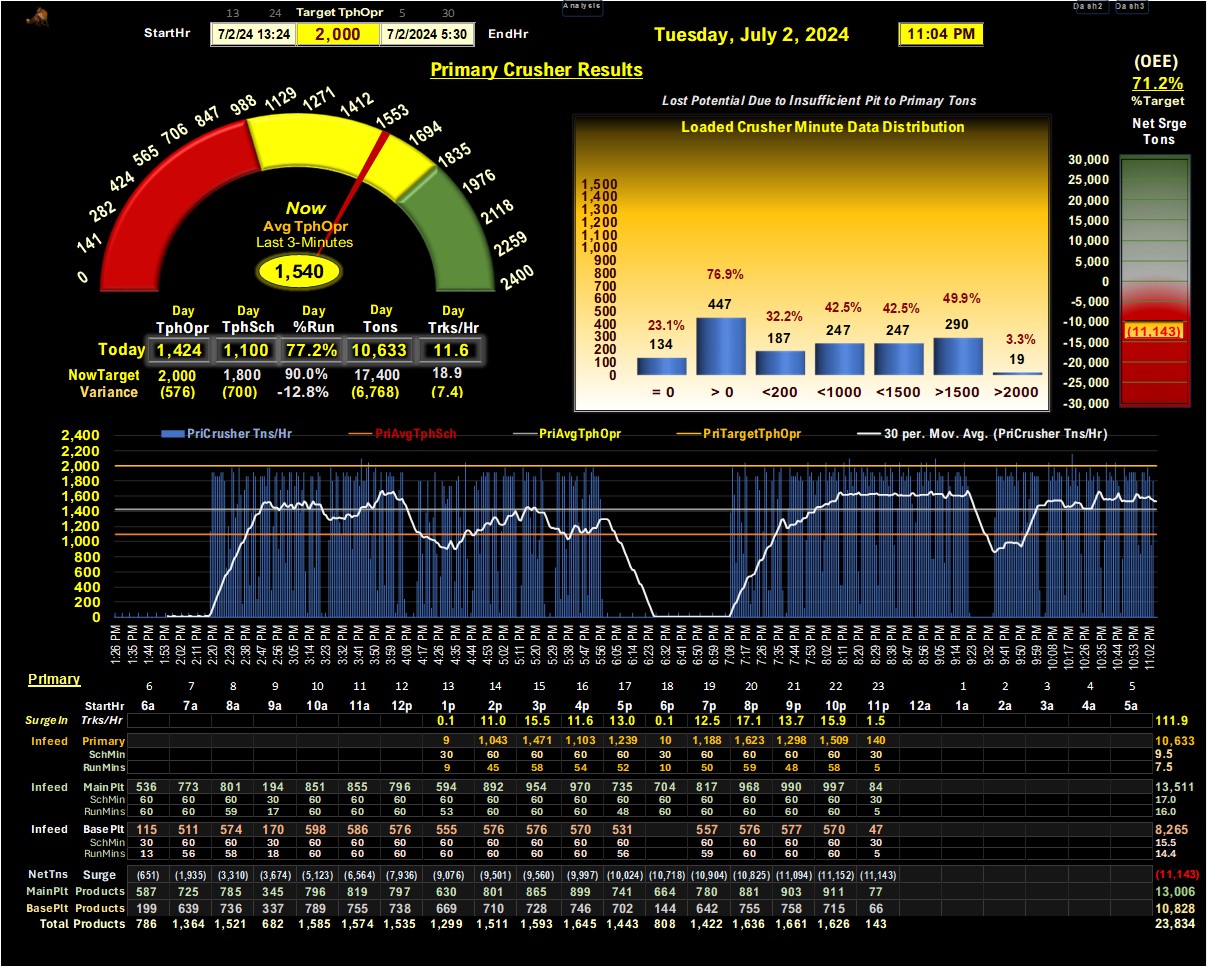 13 24 Target TphOpr 5 30 Analysis Dash2 Dash3
StartHr 7/2/24 13:24 2,000 7/2/2024 5:30 EndHr Tuesday, July 2, 2024 11:04 PM
Primary Crusher Results
(OEE)
71.2%
%Target
Net Srge
Tons
0 141 282 424 565 706 847 988 1129 1271 1412 1553 1694 1835 1976 2118 2259 2400
Now
Avg TphOpr
Last 3-Minutes
1,540
Day Day Day Day Day
TphOpr TphSch %Run Tons Trks/Hr
Today 1,424 1,100 77.2% 10,633 11.6
NowTarget 2,000 1,800 90.0% 17,400 18.9
Variance (576) (700) -12.8% (6,768) (7.4)
Lost Potential Due to Insufficient Pit to Primary Tons
Loaded Crusher Minute Data Distribution
1,500
1,400
1,300
1,200
1,100
1,000
900
800
700
600
500
400
300
200
100
0
23.1% 76.9% 32.2% 42.5% 42.5% 49.9% 3.3%
134 447 187 247 247 290 19
= 0 > 0 <200 <1000 <1500 >1500 >2000
30,000
25,000
20,000
15,000
10,000
5,000
0
-5,000
-10,000
(11,143)
-15,000
-20,000
-25,000
-30,000
PriCrusher Tns/Hr PriAvgTphSch PriAvgTphOpr PriTargetTphOpr 30 per. Mov. Avg. (PriCrusher Tns/Hr)
2,400
2,200
2,000
1,800
1,600
1,400
1,200
1,000
800
600
400
200
0
1:26 PM 1:35 PM 1:44 PM 1:53 PM 2:02 PM 2:11 PM 2:20 PM 2:29 PM 2:38 PM 2:47 PM 2:56 PM 3:05 PM 3:14 PM 3:23 PM 3:32 PM 3:41 PM 3:50 PM 3:59 PM 4:08 PM 4:17 PM 4:26 PM 4:35 PM 4:44 PM 4:53 PM 5:02 PM 5:11 PM 5:20 PM 5:29 PM 5:38 PM 5:47 PM 5:56 PM 6:05 PM 6:14 PM 6:23 PM 6:32 PM 6:41 PM 6:50 PM 6:59 PM 7:08 PM 7:17 PM 7:26 PM 7:35 PM 7:44 PM 7:53 PM 8:02 PM 8:11 PM 8:20 PM 8:29 PM 8:38 PM 8:47 PM 8:56 PM 9:05 PM 9:14 PM 9:23 PM 9:32 PM 9:41 PM 9:50 PM 9:59 PM 10:08 PM 10:17 PM 10:26 PM 10:35 PM 10:44 PM 10:53 PM 11:02 PM
Primary
6 7 8 9 10 11 12 13 14 15 16 17 18 19 20 21 22 23 1 2 3 4 5
StartHr 6a 7a 8a 9a 10a 11a 12p 1p 2p 3p 4p 5p 6p 7p 8p 9p 10p 11p 12a 1a 2a 3a 4a 5a
SurgeIn Trks/Hr 0.1 11.0 15.5 11.6 13.0 0.1 12.5 17.1 13.7 15.9 1.5 111.9
Infeed Primary 9 1,043 1,471 1,103 1,239 10 1,188 1,623 1,298 1,509 140 10,633
SchMin 30 60 60 60 60 30 60 60 60 60 30 9.5
RunMins 9 45 58 54 52 10 50 59 48 58 5 7.5
Infeed MainPlt 536 773 801 194 851 855 796 594 892 954 970 735 704 817 968 990 997 84 13,511
SchMin 60 60 60 30 60 60 60 60 60 60 60 60 60 60 60 60 60 30 17.0
RunMins 60 60 59 17 60 60 60 53 60 60 60 48 60 60 60 60 60 5 16.0
Infeed BasePlt 115 511 574 170 598 586 576 555 576 576 570 531 557 576 577 570 47 8,265
SchMin 30 60 60 30 60 60 60 60 60 60 60 60 60 60 60 60 30 15.5
RunMins 13 56 58 18 60 60 60 60 60 60 60 56 59 60 60 60 5 14.4
NetTns Surge (651) (1,935) (3,310) (3,674) (5,123) (6,564) (7,936) (9,076) (9,501) (9,560) (9,997) (10,024) (10,718) (10,904) (10,825) (11,094) (11,152) (11,143) (11,143)
MainPlt Products 587 725 785 345 796 819 797 630 801 865 899 741 664 780 881 903 911 77 13,006
BasePlt Products 199 639 736 337 789 755 738 669 710 728 746 702 144 642 755 758 715 66 10,828
Total Products 786 1,364 1,521 682 1,585 1,574 1,535 1,299 1,511 1,593 1,645 1,443 808 1,422 1,636 1,661 1,626 143 23,834